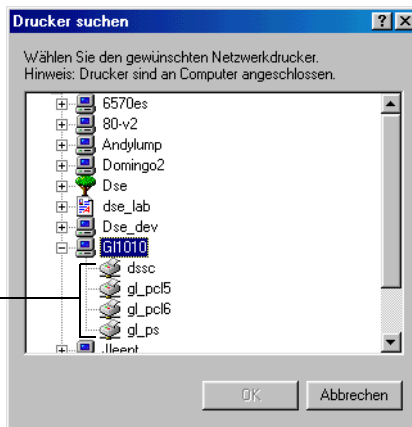 Drucker suchen
Wählen Sie den gewünschten Netzwerkdrucker.
Hinweis: Drucker sind an Computer angeschlossen.
6570es
80-v2
Andylump
Domingo2
Dse
dse_lab
Dse_dev
Gl1010
dssc
gl_pcl5
gl_pcl6
gl_ps
OK
Abbrechen